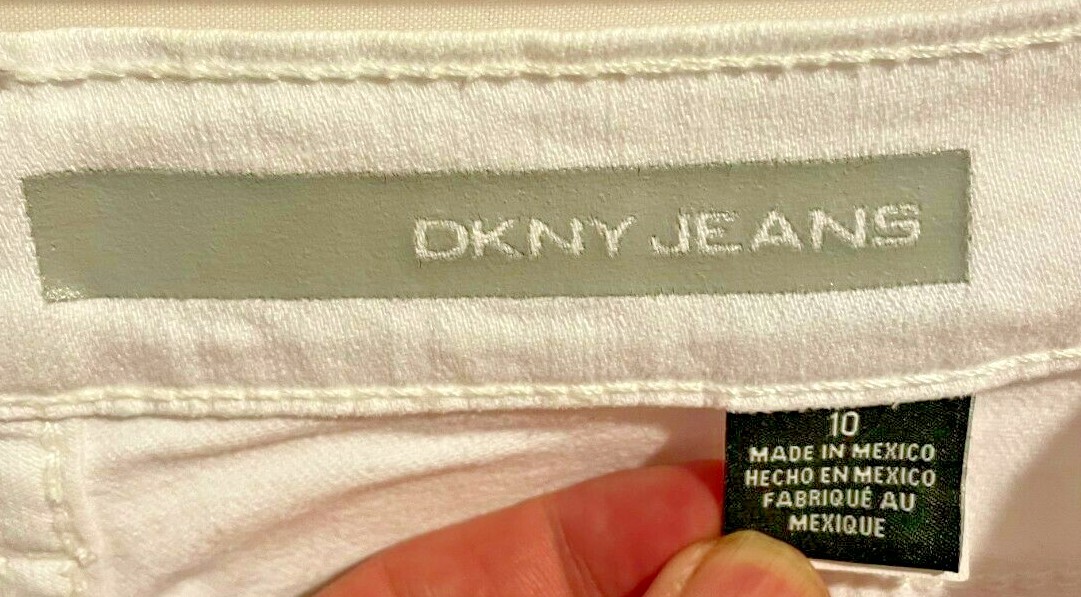 DKNY JEANS
10
MADE IN MEXICO
HECHO EN MEXICO
FABRIQUÉ AU
MEXIQUE